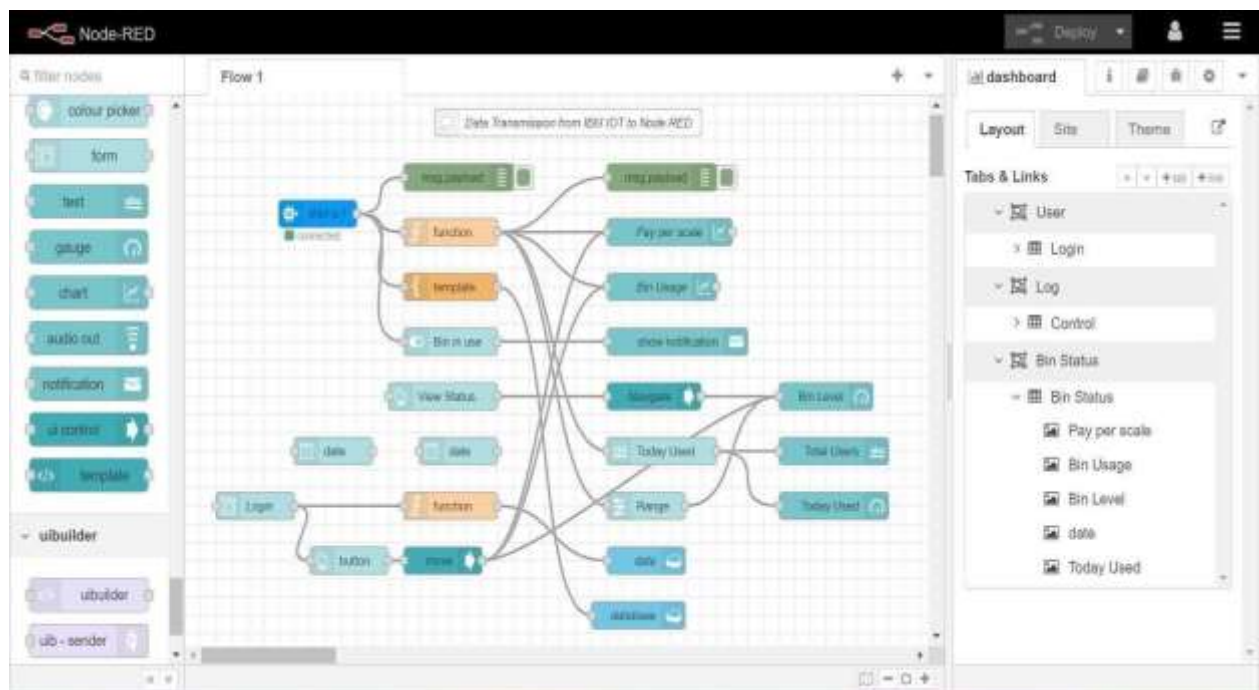 Node-RED
Deploy
filter nodes
Flow 1
dashboard
colour picker
form
text
gauge
chart
audio out
notification
ui control
template
uibuilder
uibuilder
uib - sender
Data Transmission from IBM IOT to Node-RED
msg.payload
msg.payload
connected
function
Pay per scale
template
Bin Usage
Bin in use
show notification
View Status
Navigate
Bin Level
date
date
Today Used
Total Users
Login
function
Range
Today Used
button
move
data
database
Layout
Site
Theme
Tabs & Links
User
Login
Log
Control
Bin Status
Bin Status
Pay per scale
Bin Usage
Bin Level
date
Today Used